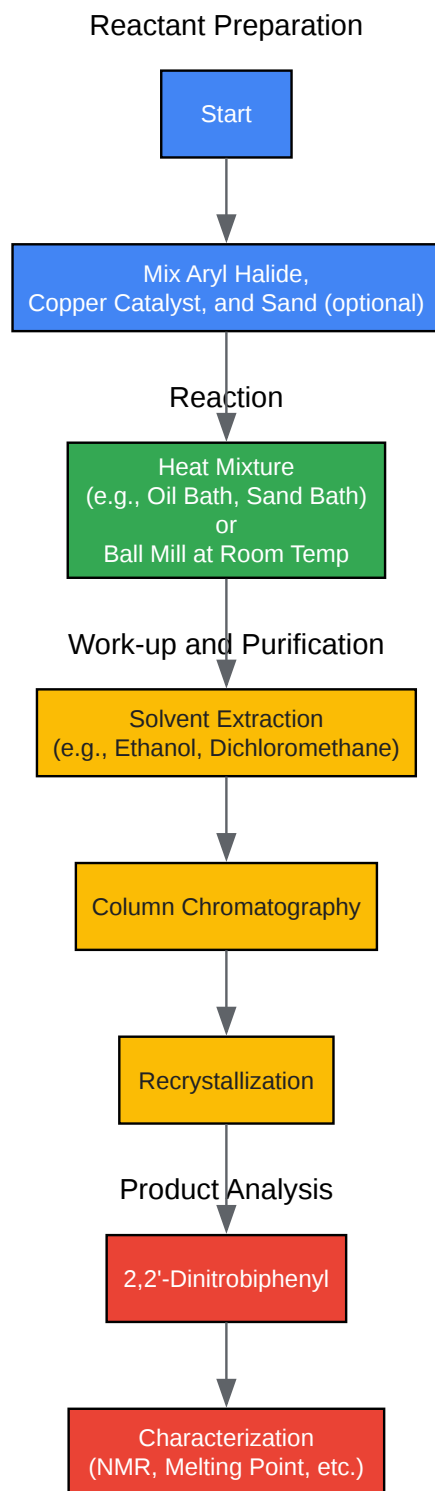 Reactant Preparation
Start
Mix Aryl Halide,
Copper Catalyst, and Sand (optional)
Reaction
Heat Mixture
(e.g., Oil Bath, Sand Bath)
or
Ball Mill at Room Temp
Work-up and Purification
Solvent Extraction
(e.g., Ethanol, Dichloromethane)
Column Chromatography
Recrystallization
Product Analysis
2,2'-Dinitrobiphenyl
Characterization
(NMR, Melting Point, etc.)